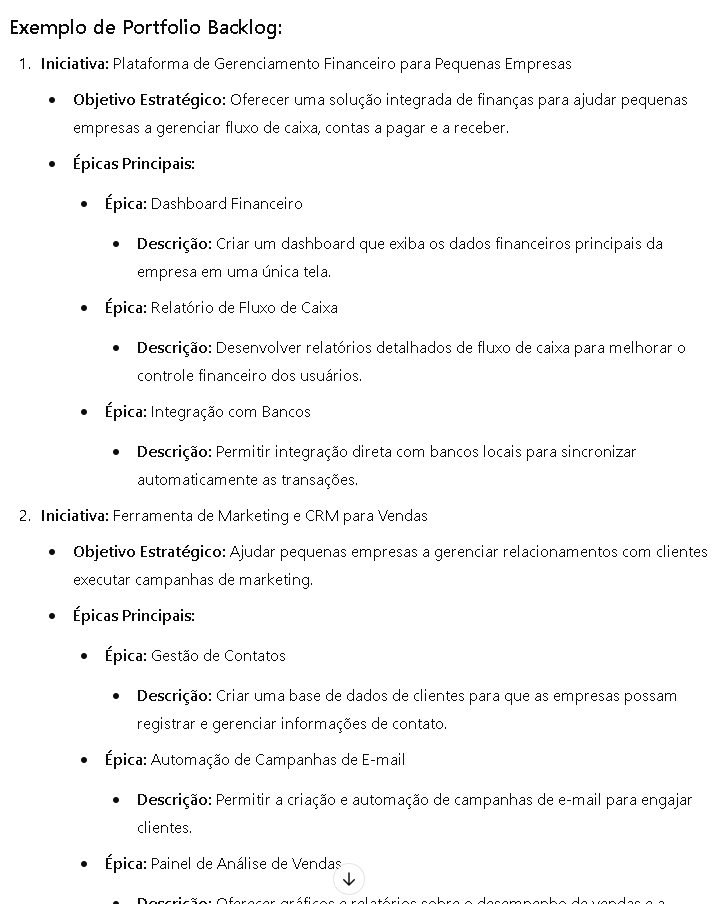 Exemplo de Portfolio Backlog:
1. Iniciativa: Plataforma de Gerenciamento Financeiro para Pequenas Empresas
• Objetivo Estratégico: Oferecer uma solução integrada de finanças para ajudar pequenas
empresas a gerenciar fluxo de caixa, contas a pagar e a receber.
• Épicas Principais:
• Épica: Dashboard Financeiro
• Descrição: Criar um dashboard que exiba os dados financeiros principais da
empresa em uma única tela.
• Épica: Relatório de Fluxo de Caixa
• Descrição: Desenvolver relatórios detalhados de fluxo de caixa para melhorar o
controle financeiro dos usuários.
• Épica: Integração com Bancos
• Descrição: Permitir integração direta com bancos locais para sincronizar
automaticamente as transações.
2. Iniciativa: Ferramenta de Marketing e CRM para Vendas
• Objetivo Estratégico: Ajudar pequenas empresas a gerenciar relacionamentos com clientes
executar campanhas de marketing.
• Épicas Principais:
• Épica: Gestão de Contatos
• Descrição: Criar uma base de dados de clientes para que as empresas possam
registrar e gerenciar informações de contato.
• Épica: Automação de Campanhas de E-mail
• Descrição: Permitir a criação e automação de campanhas de e-mail para engajar
clientes.
• Épica: Painel de Análise de Vendas
• Descrição: Oferecer gráficos e relatórios sobre o desempenho de vendas e a